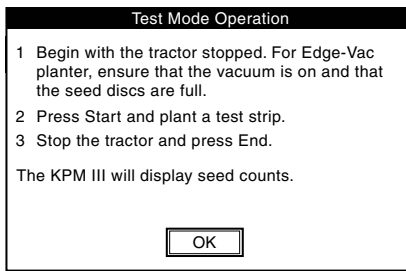 Test Mode Operation
1 Begin with the tractor stopped. For Edge-Vac
planter, ensure that the vacuum is on and that
the seed discs are full.
2 Press Start and plant a test strip.
3 Stop the tractor and press End.
The KPM III will display seed counts.
OK